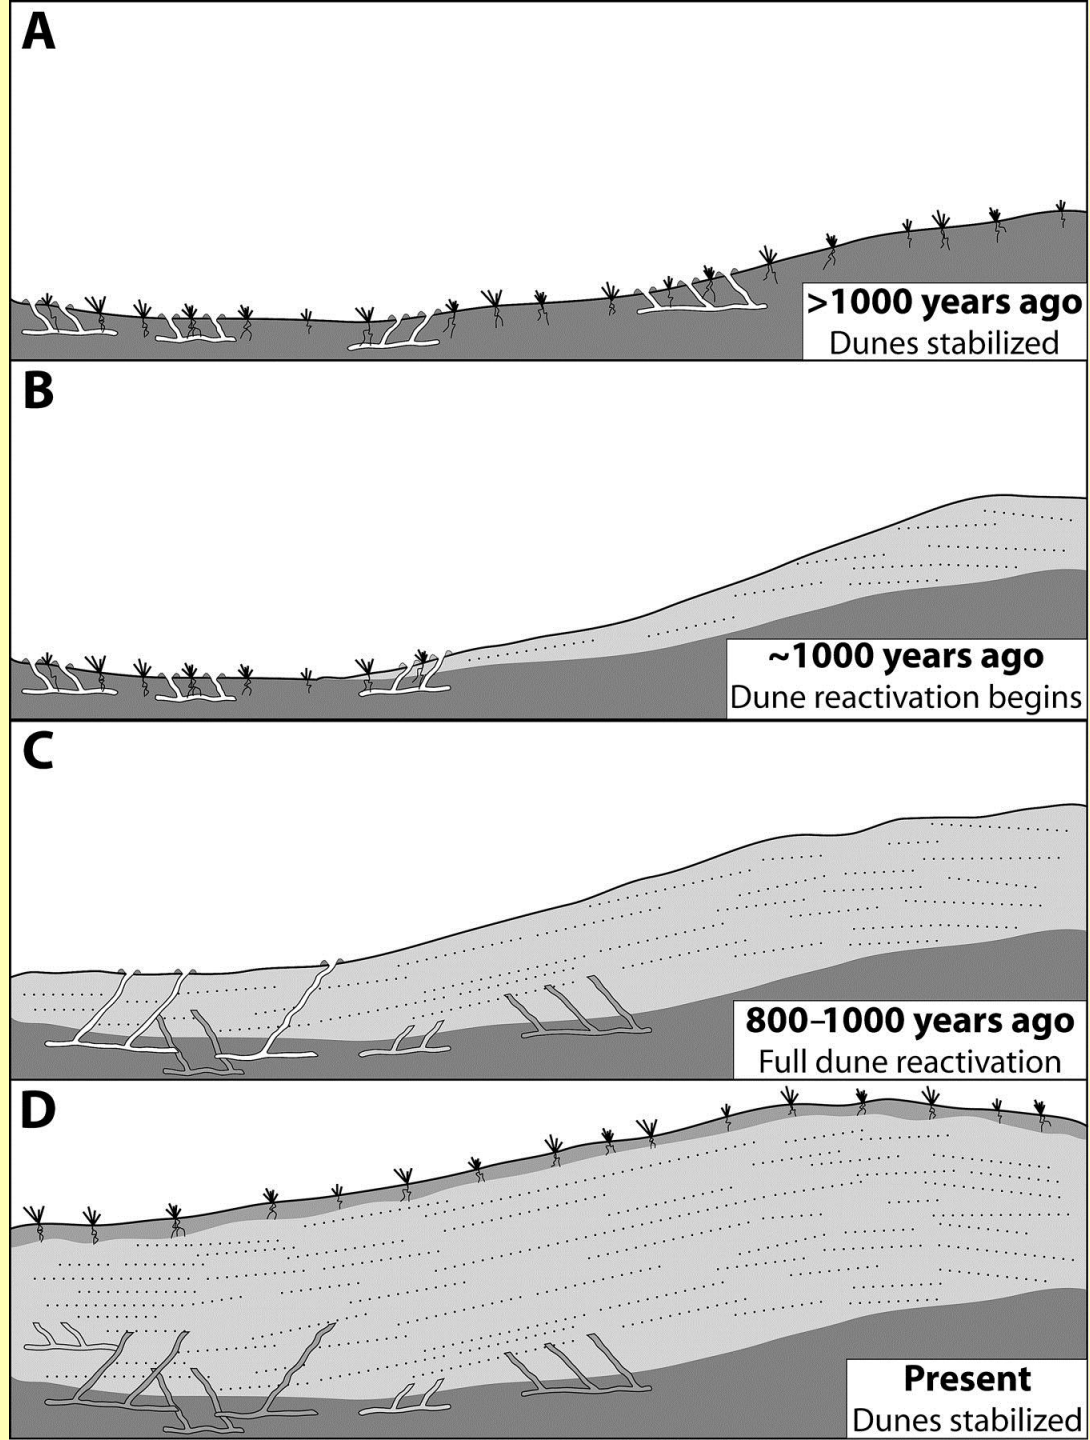 A
>1000 years ago
Dunes stabilized
B
~1000 years ago
Dune reactivation begins
C
800–1000 years ago
Full dune reactivation
D
Present
Dunes stabilized